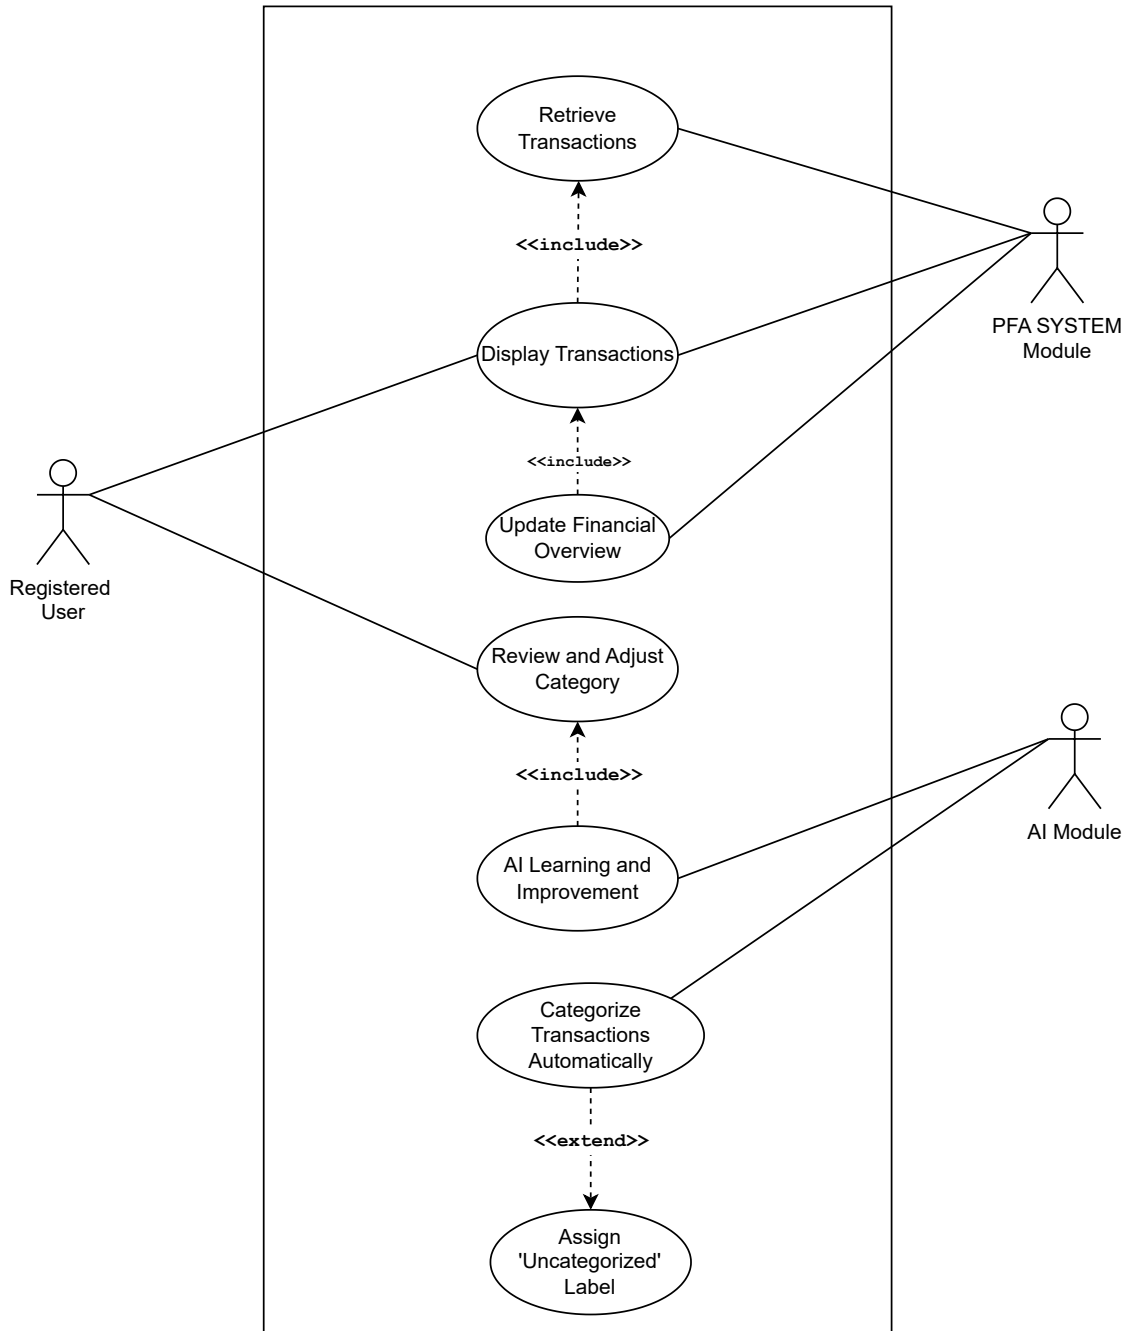 Retrieve
Transactions
<<include>>
PFA SYSTEM
Module
Display Transactions
<<include>>
Registered
User
Update Financial
Overview
Review and Adjust
Category
<<include>>
AI Module
AI Learning and
Improvement
Categorize
Transactions
Automatically
<<extend>>
Assign
'Uncategorized'
Label